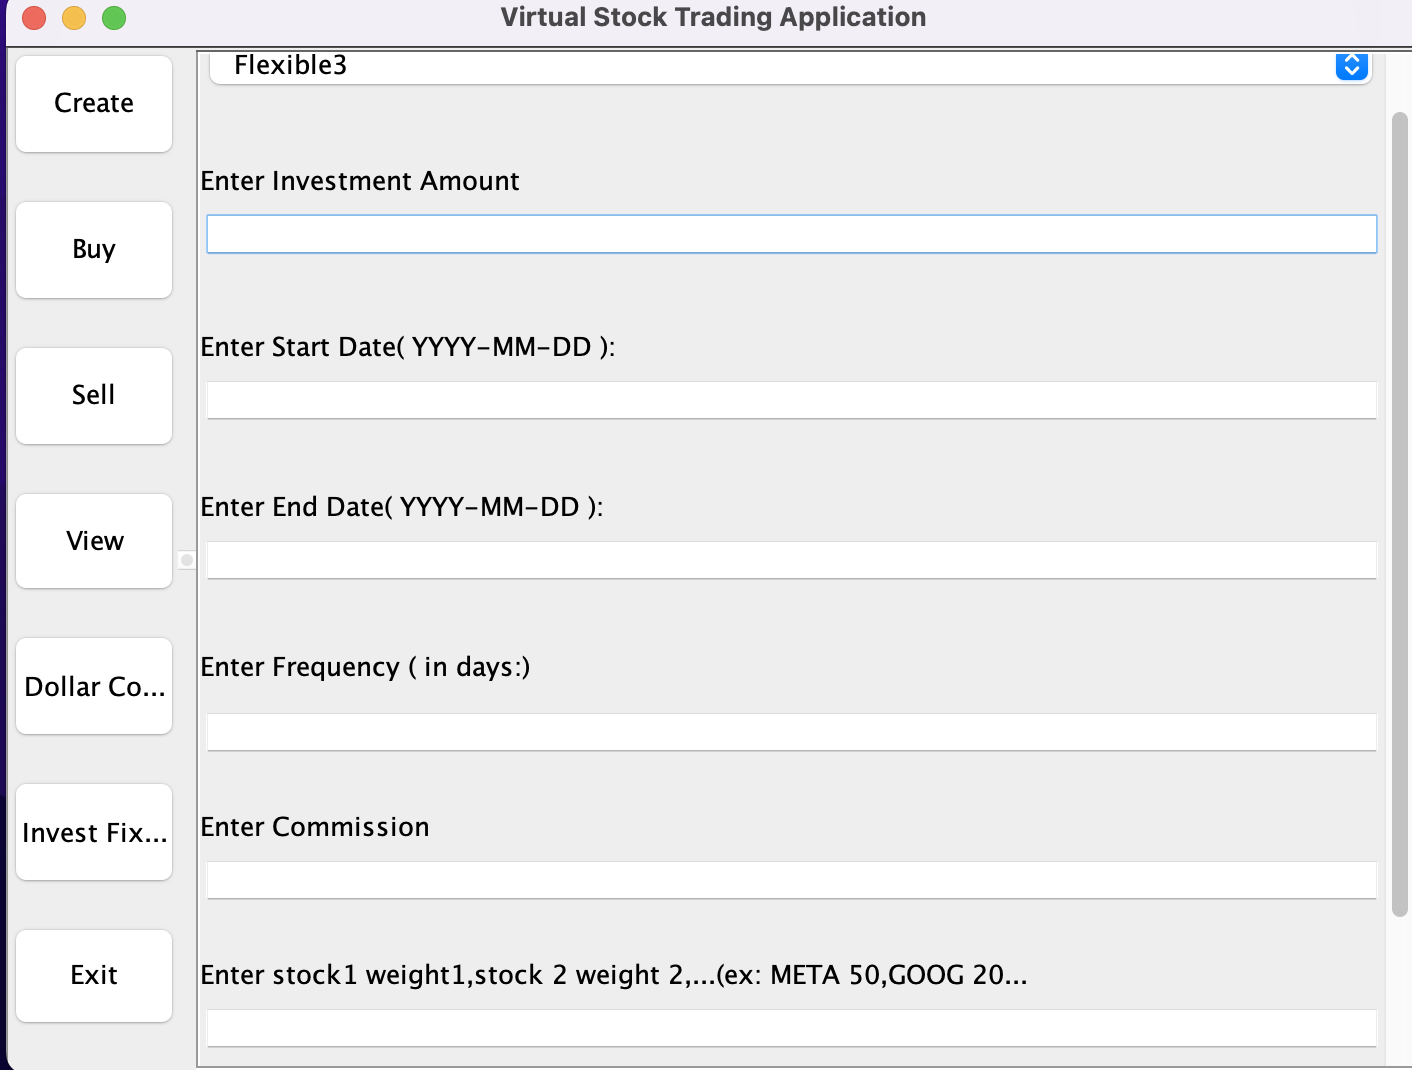 Virtual Stock Trading Application
Create
Buy
Sell
View
Dollar Co...
Invest Fix...
Exit
Flexible3
Enter Investment Amount
Enter Start Date( YYYY-MM-DD ):
Enter End Date( YYYY-MM-DD ):
Enter Frequency ( in days:)
Enter Commission
Enter stock1 weight1,stock 2 weight 2,...(ex: META 50,GOOG 20...